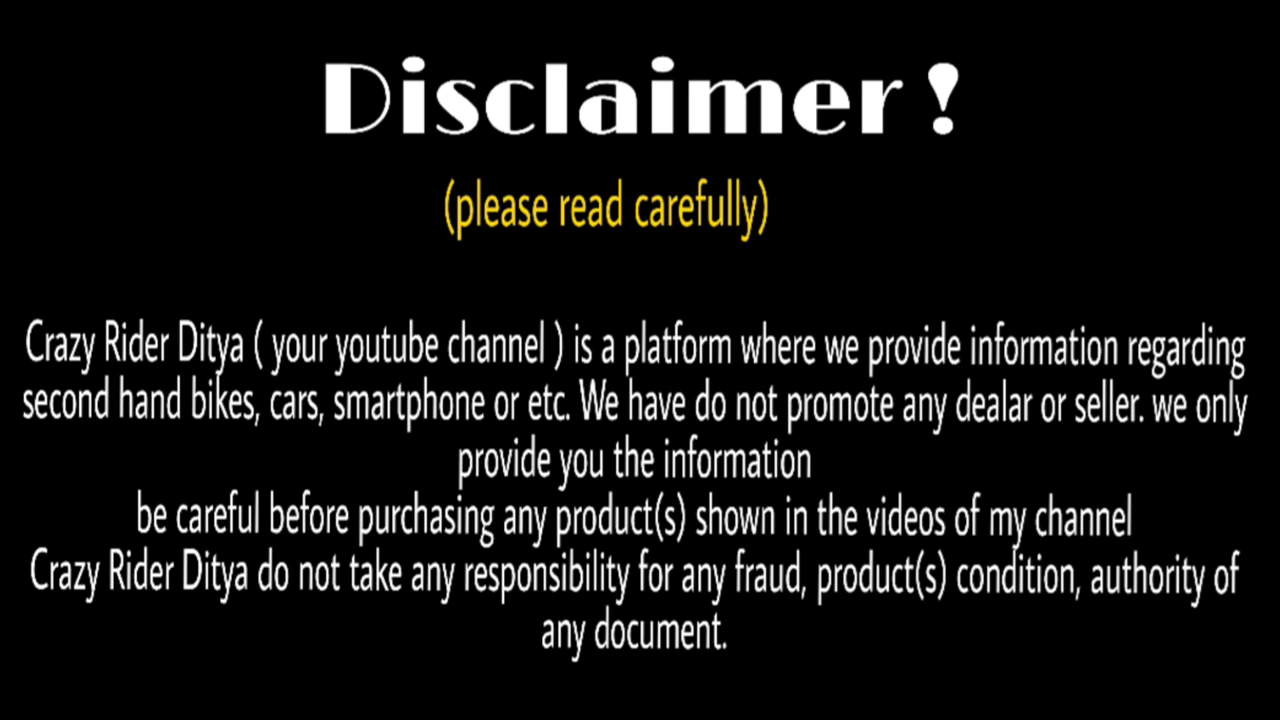 Disclaimer !
(please read carefully)
Crazy Rider Ditya ( your youtube channel ) is a platform where we provide information regarding
second hand bikes, cars, smartphone or etc. We have do not promote any dealar or seller. we only
provide you the information
be careful before purchasing any product(s) shown in the videos of my channel
Crazy Rider Ditya do not take any responsibility for any fraud, product(s) condition, authority of
any document.